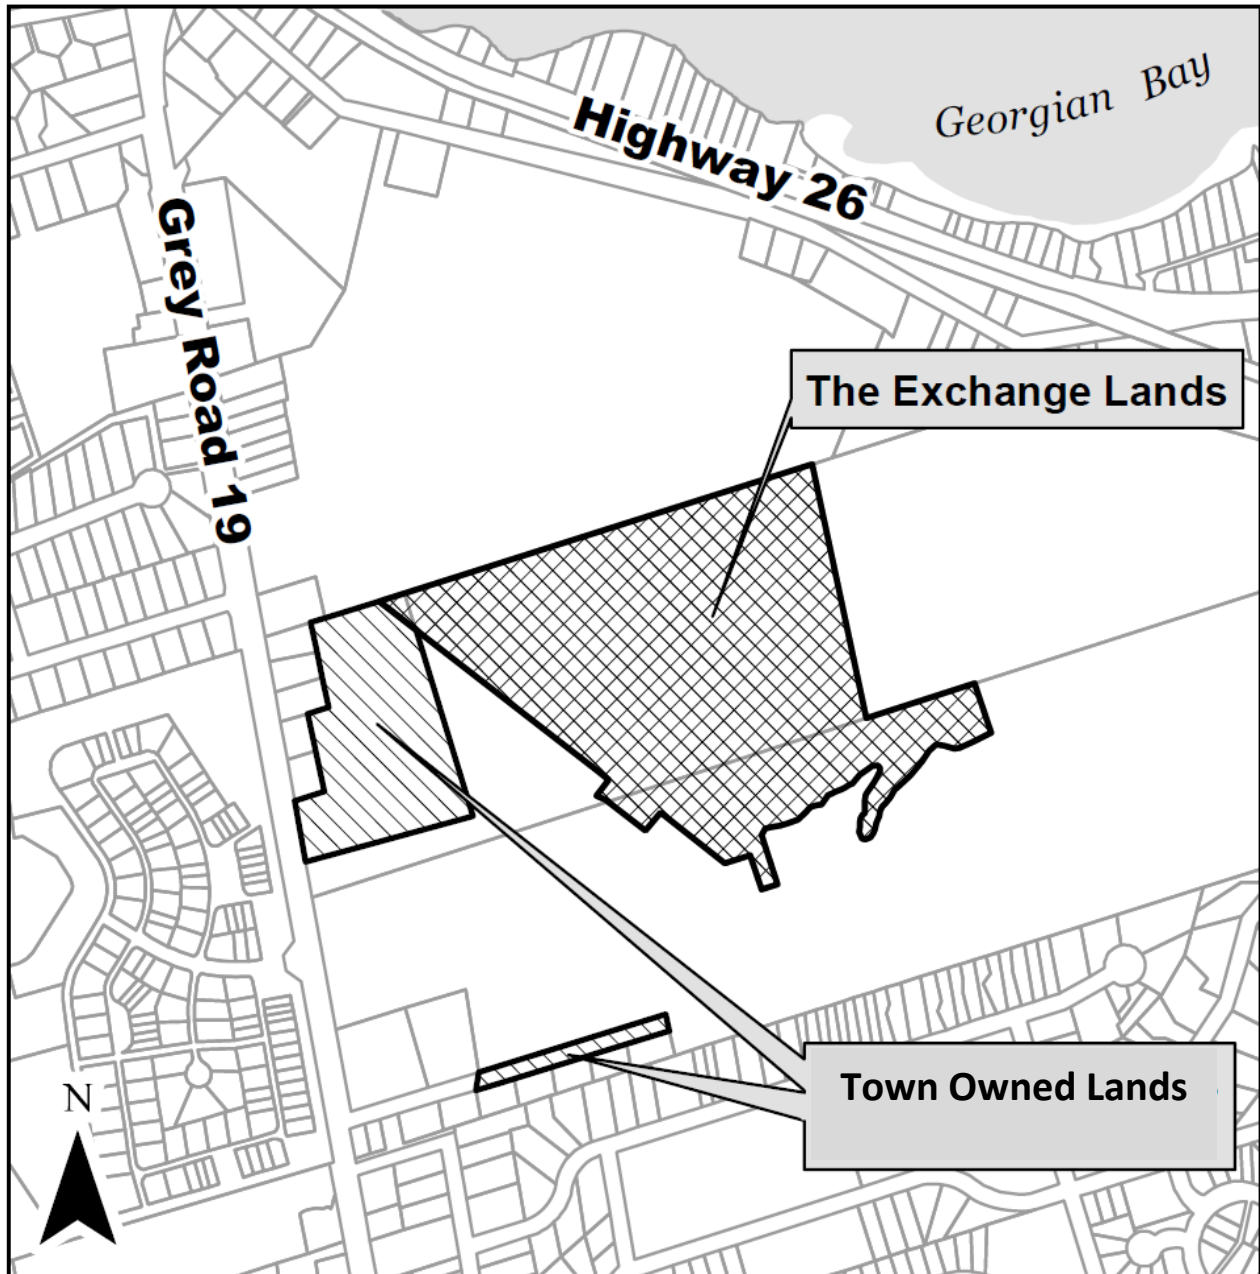 Georgian Bay
Highway 26
Grey Road 19
The Exchange Lands
Town Owned Lands
N